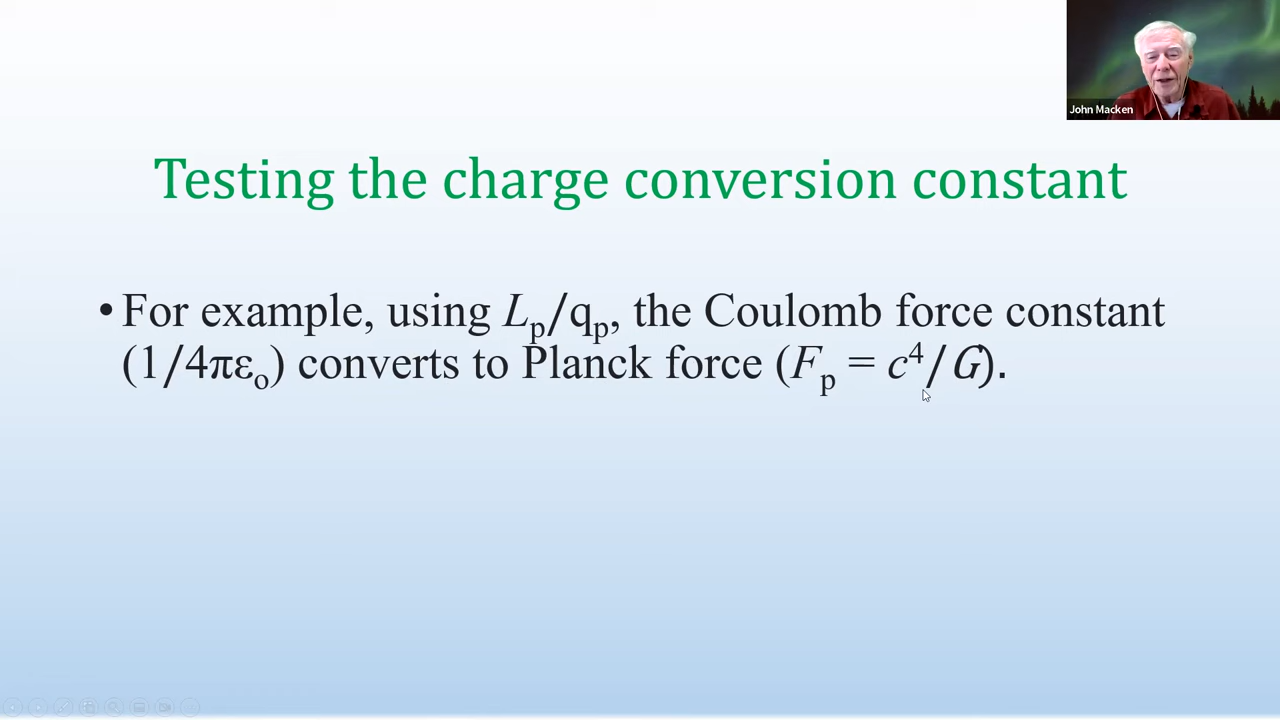 John Macken
Testing the charge conversion constant
• For example, using Lₚ/qₚ, the Coulomb force constant
(1/4πεₒ) converts to Planck force (Fₚ = c⁴/G).